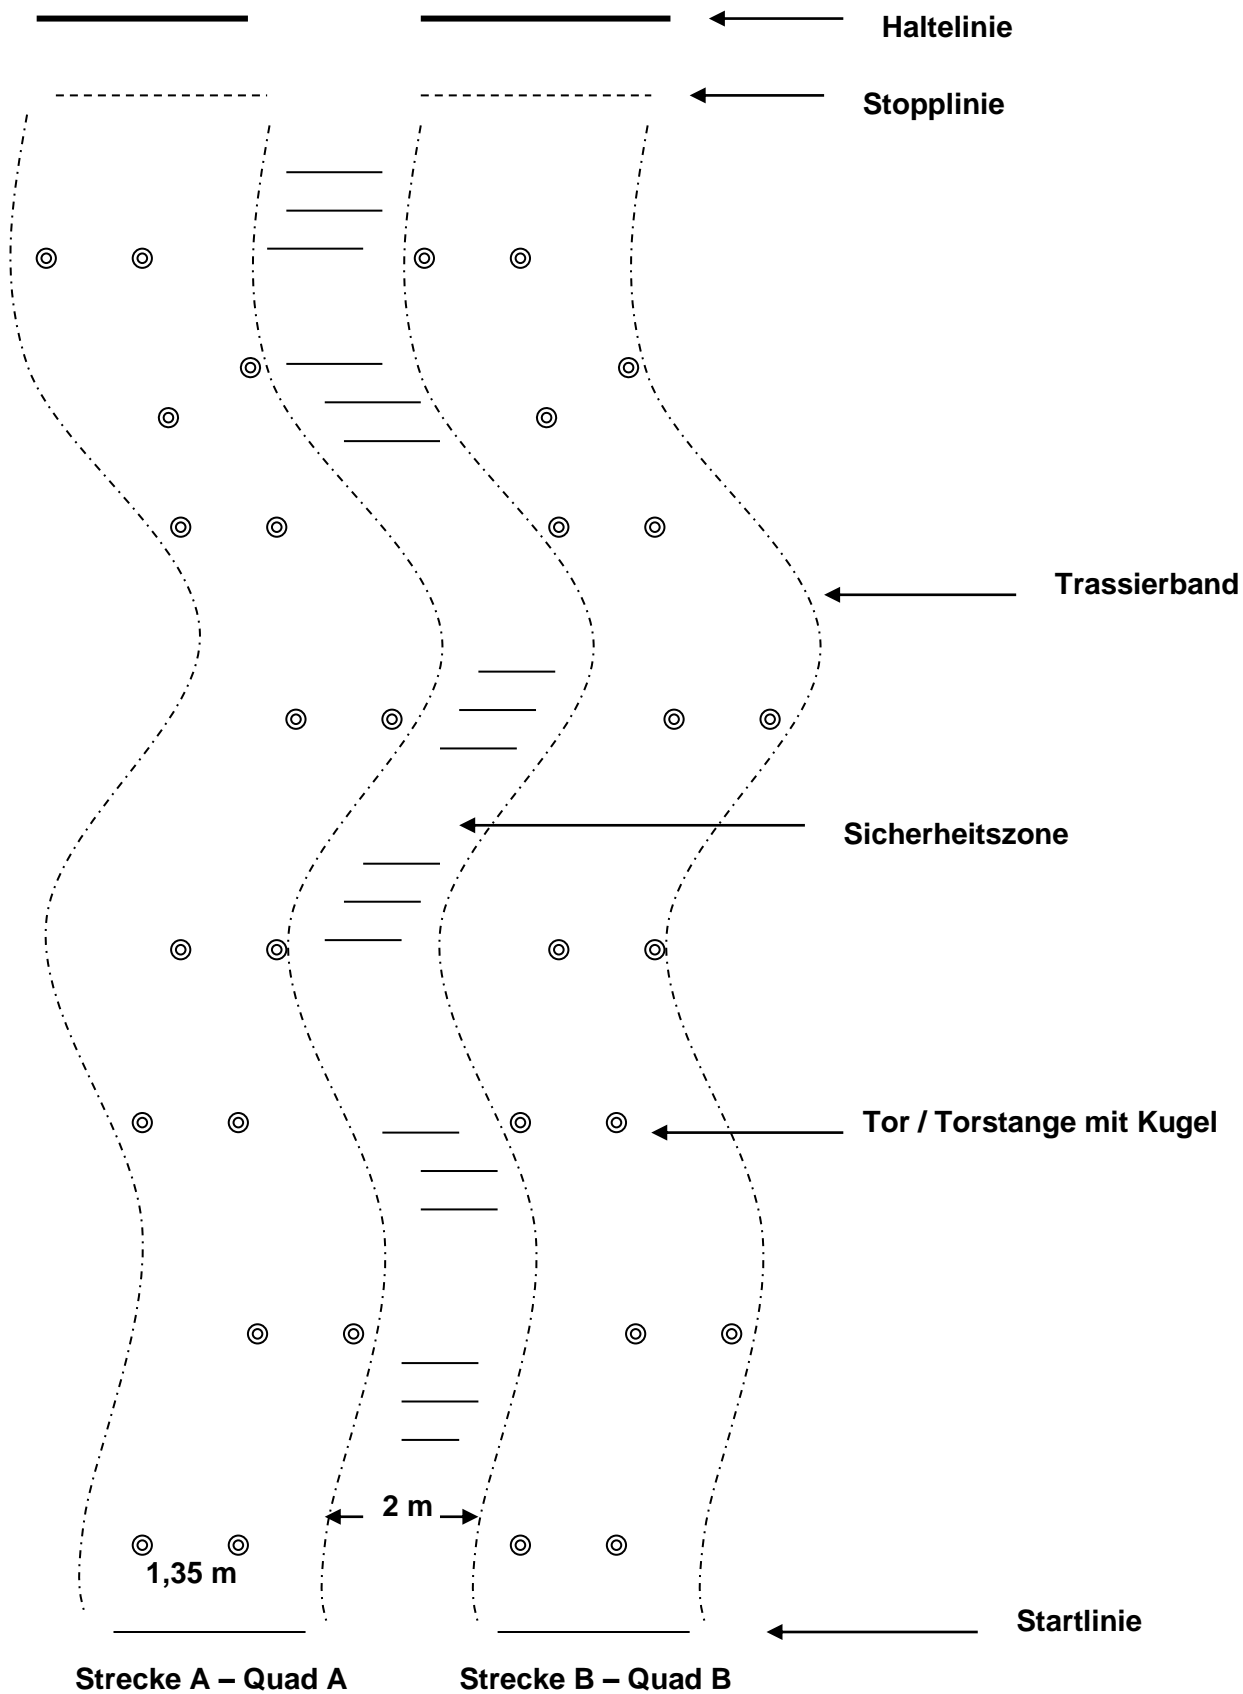 Haltelinie
Stopplinie
Trassierband
Sicherheitszone
Tor / Torstange mit Kugel
2 m
1,35 m
Startlinie
Strecke A – Quad A
Strecke B – Quad B